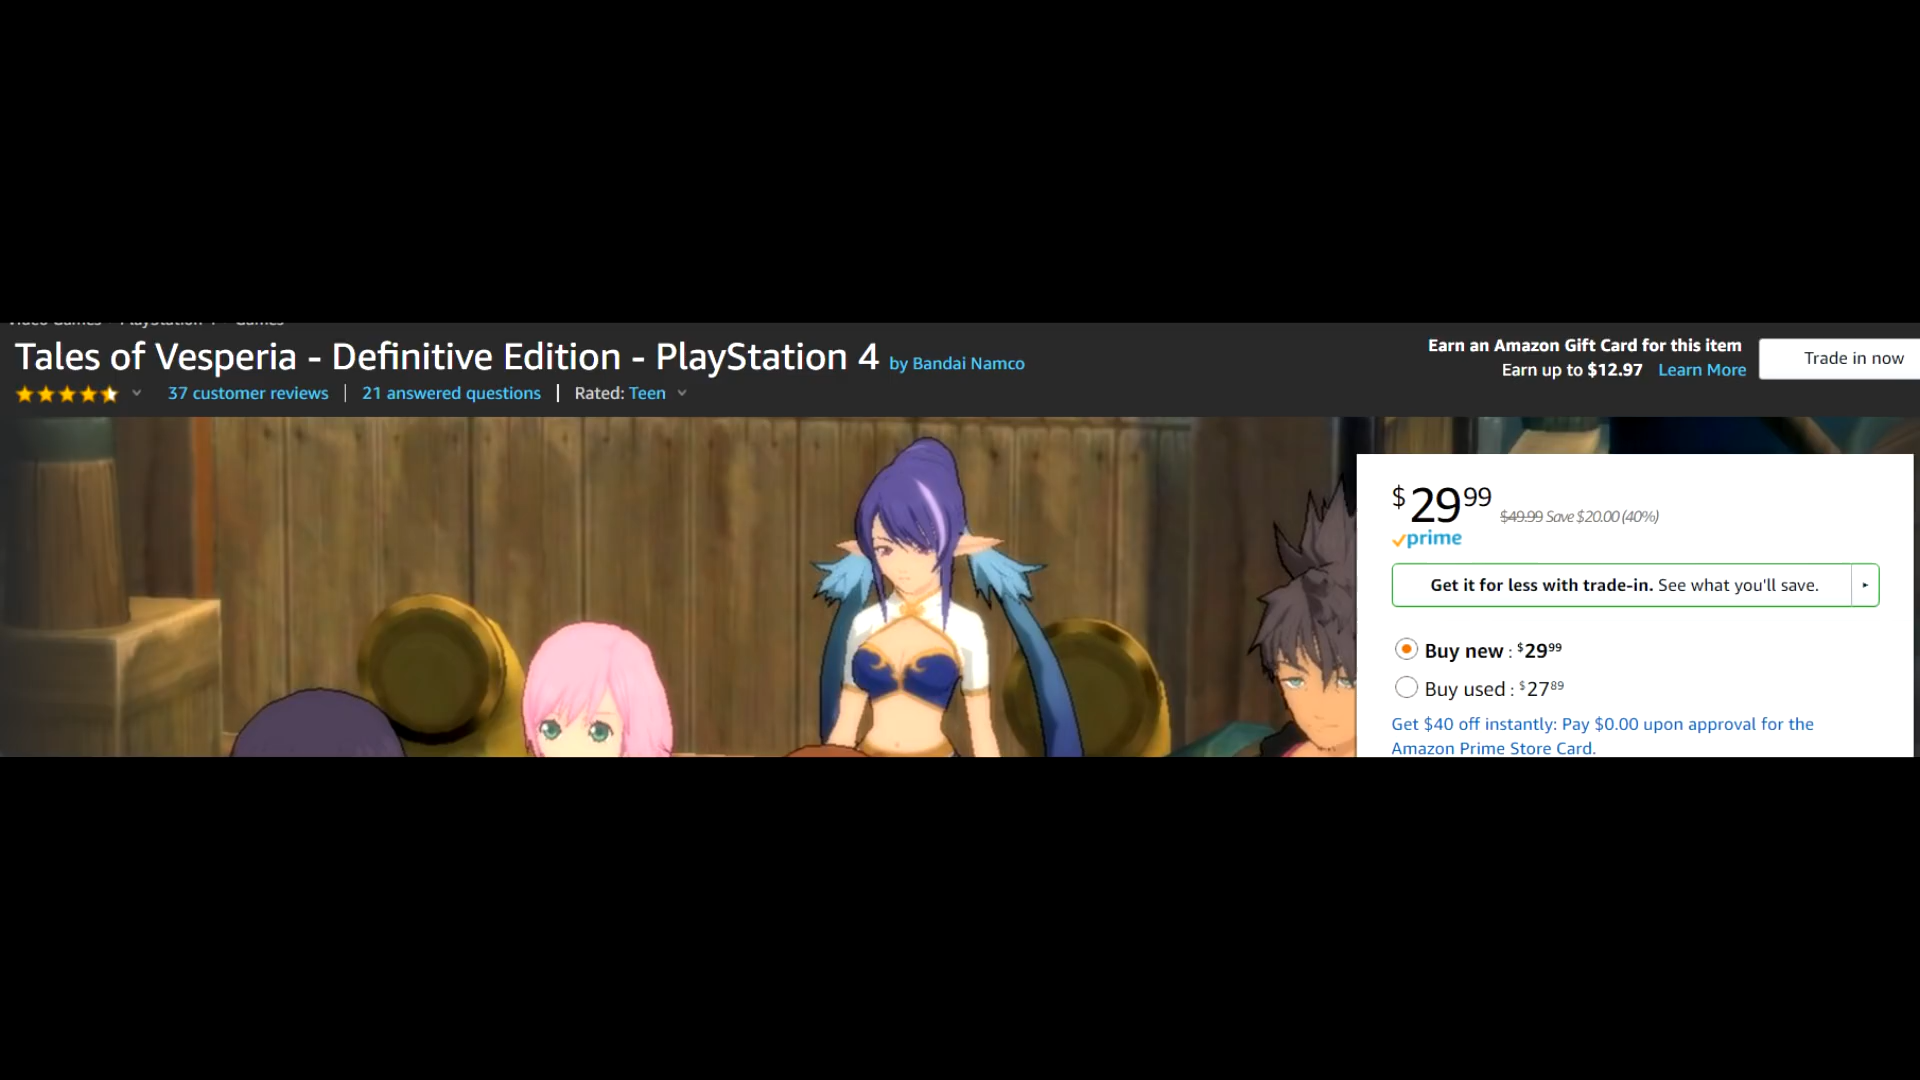 Tales of Vesperia - Definitive Edition - PlayStation 4 by Bandai Namco
37 customer reviews | 21 answered questions | Rated: Teen
Earn an Amazon Gift Card for this item
Earn up to $12.97 Learn More
Trade in now
$29 99 $49.99 Save $20.00 (40%)
prime
Get it for less with trade-in. See what you'll save.
Buy new : $29 99
Buy used : $27 89
Get $40 off instantly: Pay $0.00 upon approval for the
Amazon Prime Store Card.